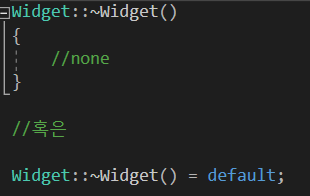 Widget::~Widget()
{
//none
}
//혹은
Widget::~Widget() = default;